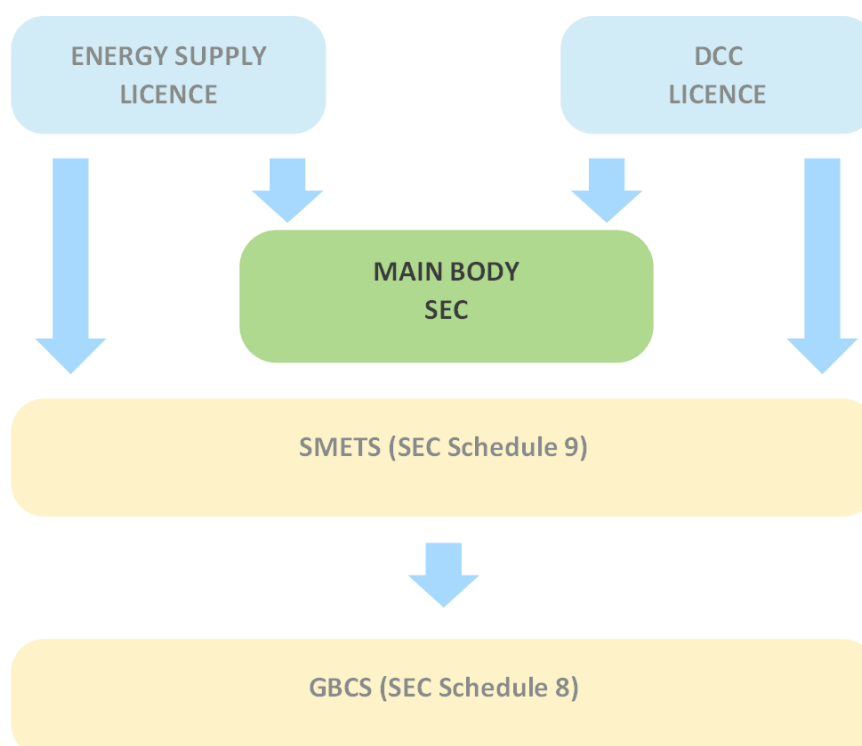 ENERGY SUPPLY
LICENCE
DCC
LICENCE
MAIN BODY
SEC
SMETS (SEC Schedule 9)
GBCS (SEC Schedule 8)